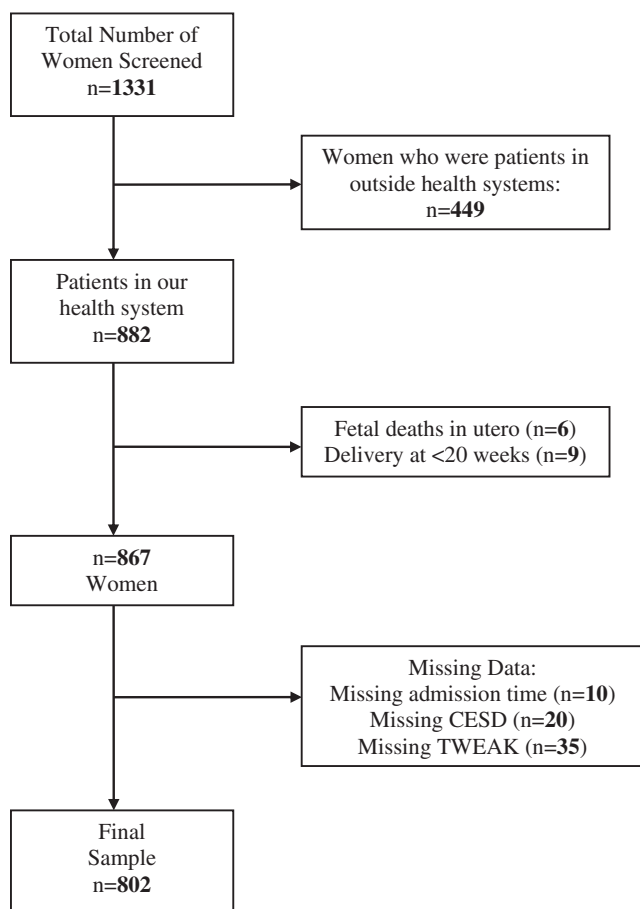 Total Number of
Women Screened
n=1331
Women who were patients in
outside health systems:
n=449
Patients in our
health system
n=882
Fetal deaths in utero (n=6)
Delivery at <20 weeks (n=9)
n=867
Women
Missing Data:
Missing admission time (n=10)
Missing CESD (n=20)
Missing TWEAK (n=35)
Final
Sample
n=802